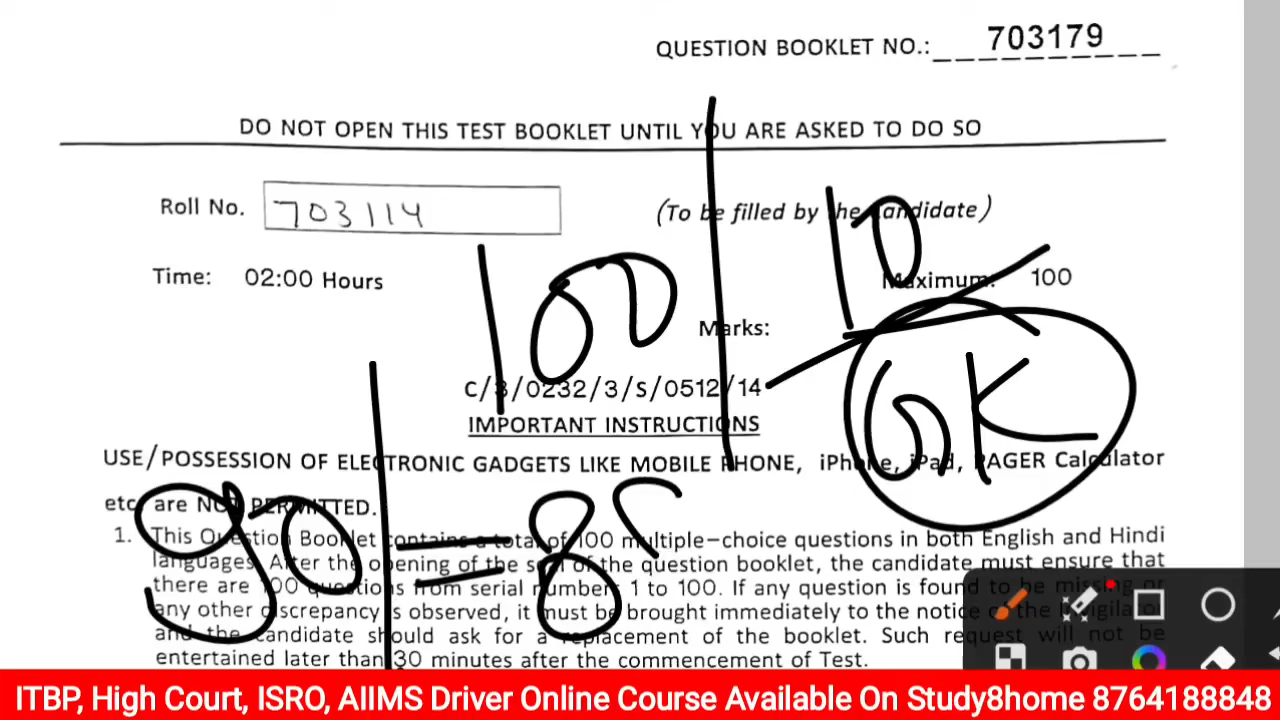 QUESTION BOOKLET NO.: 703179
DO NOT OPEN THIS TEST BOOKLET UNTIL YOU ARE ASKED TO DO SO
Roll No. 703114 (To be filled by the Candidate)
10
Time: 02:00 Hours 100 Maximum: 100
Marks:
C/3/0232/3/S/0512/14
GK
IMPORTANT INSTRUCTIONS
USE/POSSESSION OF ELECTRONIC GADGETS LIKE MOBILE PHONE, iPhone, iPad, PAGER Calculator
etc. are NOT PERMITTED.
90 = 85
1. This Question Booklet contains a total of 100 multiple-choice questions in both English and Hindi
languages. After the opening of the seal of the question booklet, the candidate must ensure that
there are 100 questions from serial number 1 to 100. If any question is found to be missing or
any other discrepancy is observed, it must be brought immediately to the notice of the Invigilator
and the candidate should ask for a replacement of the booklet. Such request will not be
entertained later than 30 minutes after the commencement of Test.
ITBP, High Court, ISRO, AIIMS Driver Online Course Available On Study8home 8764188848